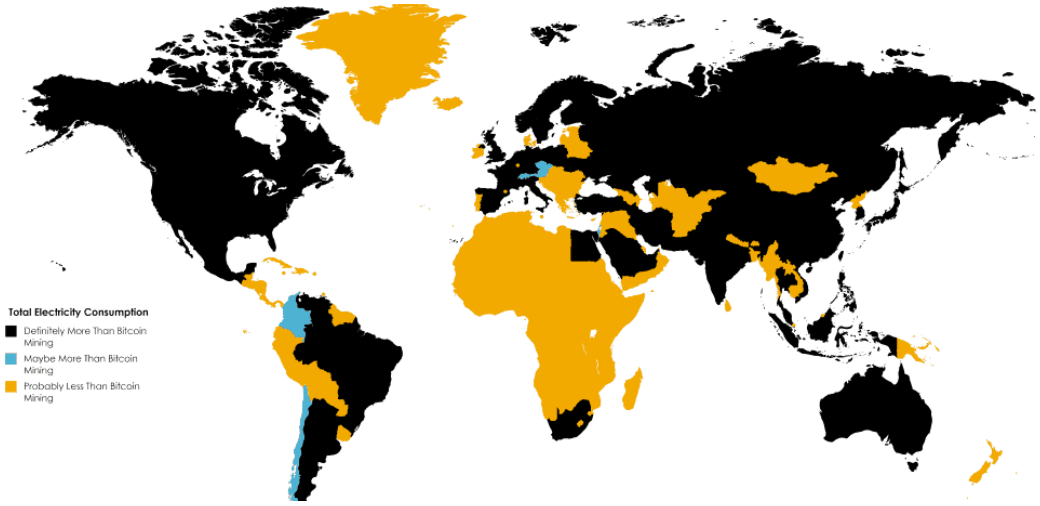 Total Electricity Consumption
Definitely More Than Bitcoin
Mining
Maybe More Than Bitcoin
Mining
Probably Less Than Bitcoin
Mining